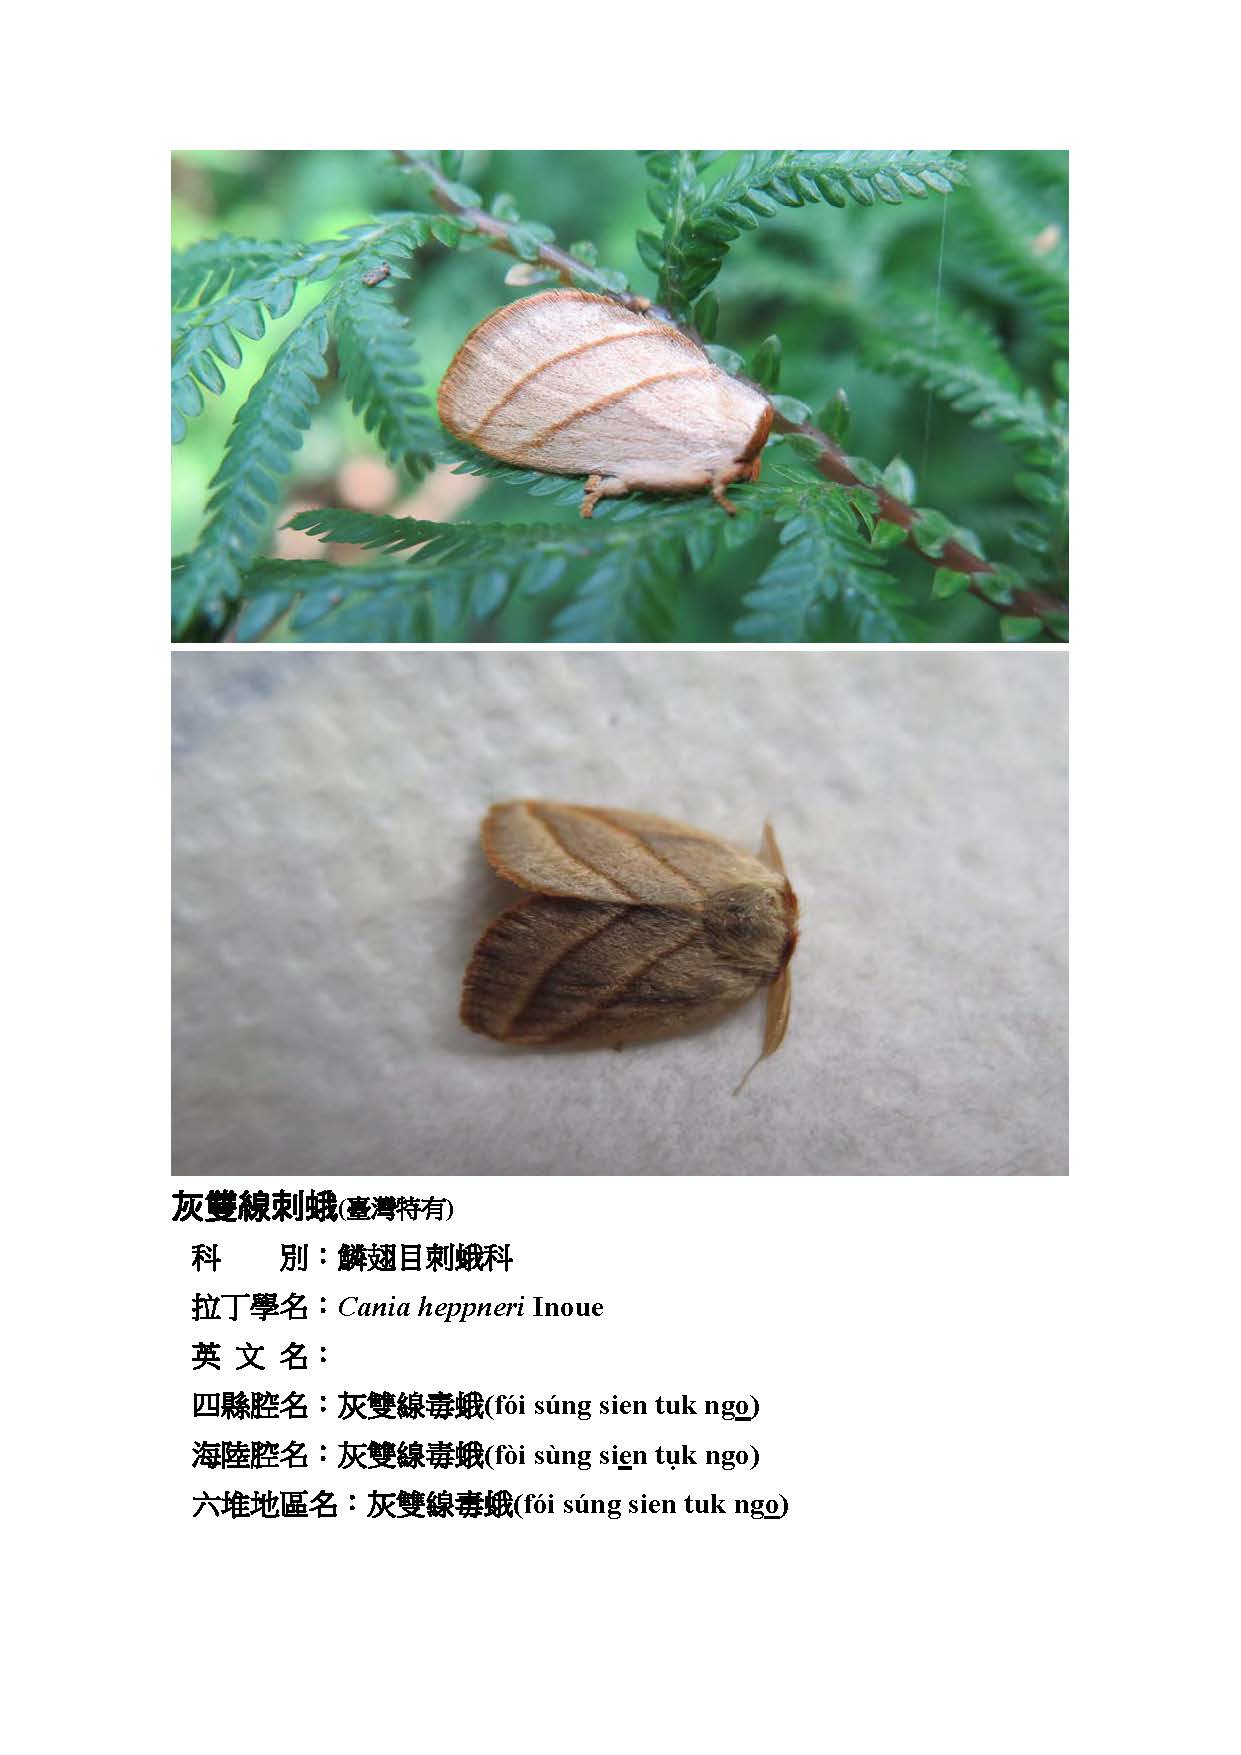 灰雙線刺蛾(臺灣特有)
科　　別：鱗翅目刺蛾科
拉丁學名：Cania heppneri Inoue
英 文 名：
四縣腔名：灰雙線毒蛾(fói súng sien tuk ngo̲)
海陸腔名：灰雙線毒蛾(fòi sùng sie̲n tụk ngo)
六堆地區名：灰雙線毒蛾(fói súng sien tuk ngo̲)